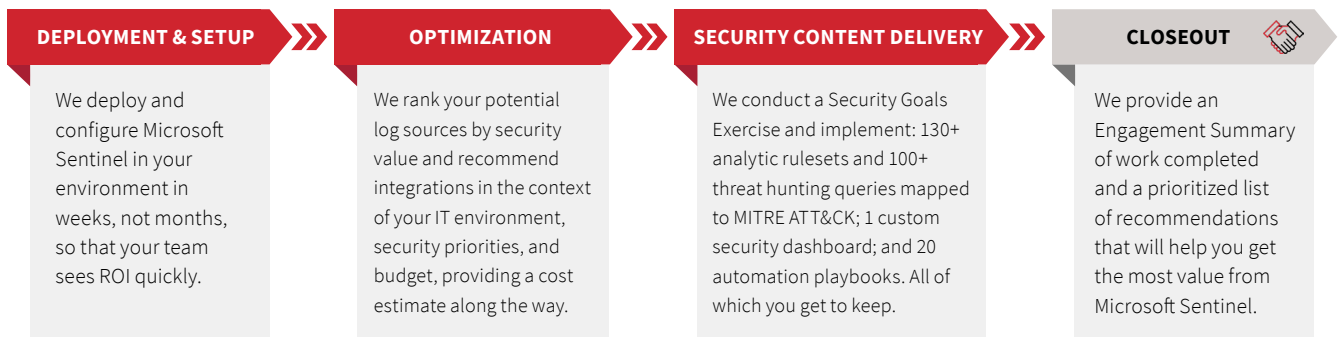 DEPLOYMENT & SETUP
We deploy and
configure Microsoft
Sentinel in your
environment in
weeks, not months,
so that your team
sees ROI quickly.
OPTIMIZATION
We rank your potential
log sources by security
value and recommend
integrations in the context
of your IT environment,
security priorities, and
budget, providing a cost
estimate along the way.
SECURITY CONTENT DELIVERY
We conduct a Security Goals
Exercise and implement: 130+
analytic rulesets and 100+
threat hunting queries mapped
to MITRE ATT&CK; 1 custom
security dashboard; and 20
automation playbooks. All of
which you get to keep.
CLOSEOUT
We provide an
Engagement Summary
of work completed
and a prioritized list
of recommendations
that will help you get
the most value from
Microsoft Sentinel.